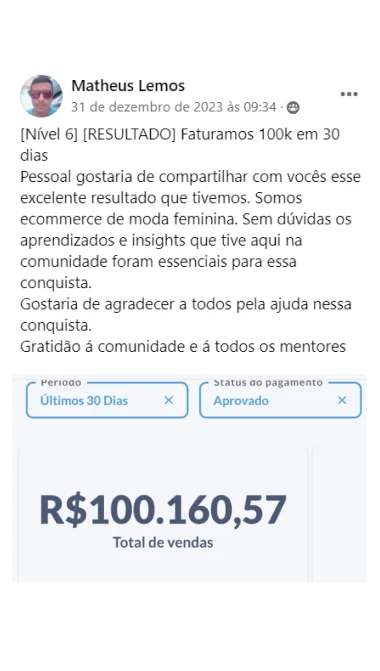 Matheus Lemos
31 de dezembro de 2023 às 09:34 ·
[Nível 6] [RESULTADO] Faturamos 100k em 30
dias
Pessoal gostaria de compartilhar com vocês esse
excelente resultado que tivemos. Somos
ecommerce de moda feminina. Sem dúvidas os
aprendizados e insights que tive aqui na
comunidade foram essenciais para essa
conquista.
Gostaria de agradecer a todos pela ajuda nessa
conquista.
Gratidão á comunidade e á todos os mentores
Período Status do pagamento
Últimos 30 Dias × Aprovado ×
R$100.160,57
Total de vendas